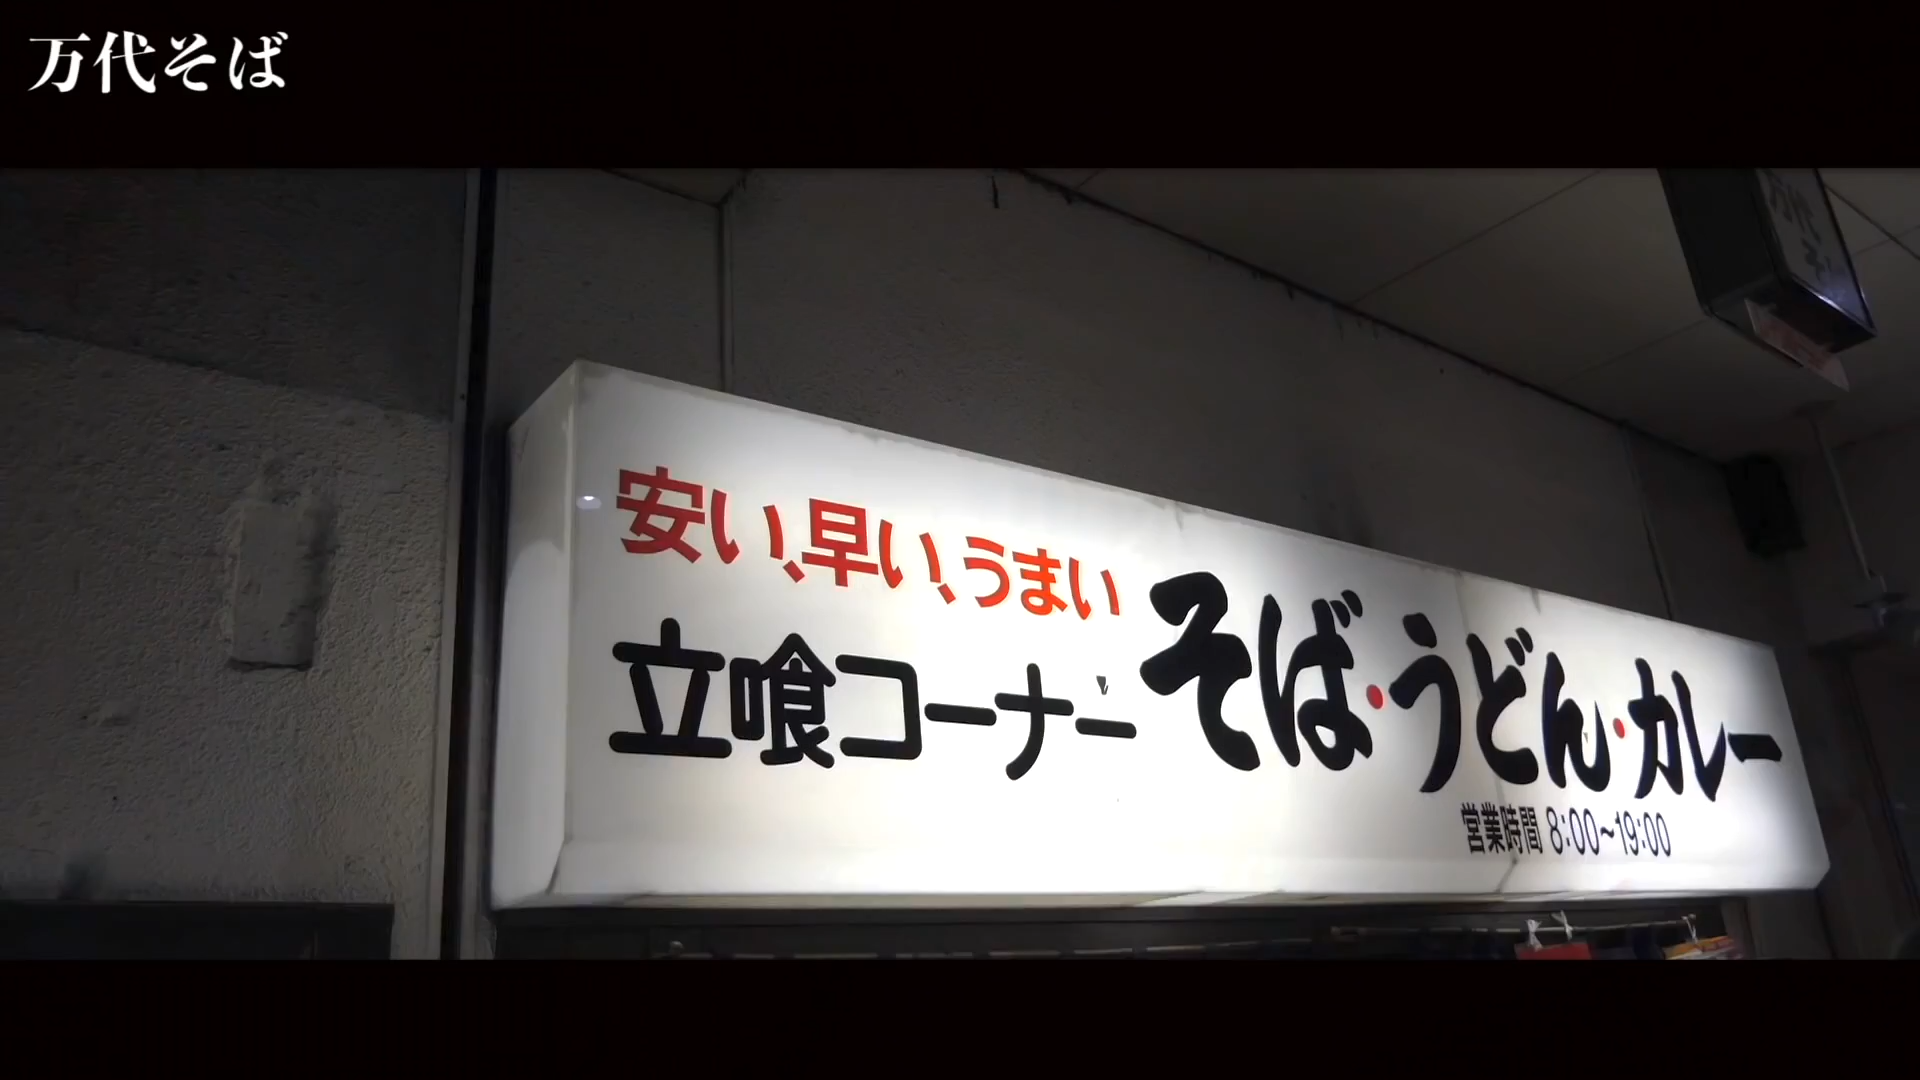 万代そば
安い、早い、うまい
立喰コーナー そば・うどん・カレー
営業時間 8:00~19:00